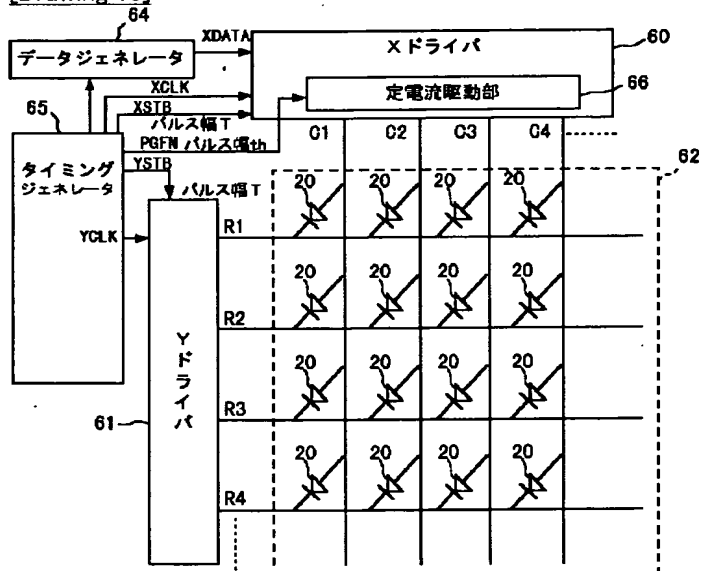 64
データジェネレータ
XDATA
Xドライバ
60
定電流駆動部
66
65
XCLK
XSTB
パルス幅T
PGFN パルス幅th
YSTB
パルス幅T
タイミング
ジェネレータ
YCLK
C1 C2 C3 C4
62
R1 20 20 20 20
R2 20 20 20 20
Yドライバ
61
R3 20 20 20 20
R4 20 20 20 20